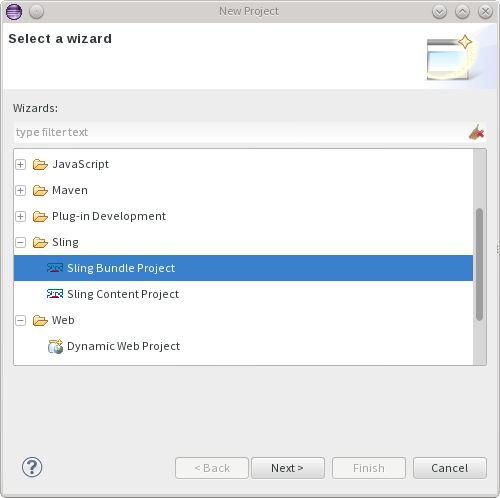 New Project
Select a wizard
Wizards:
type filter text
JavaScript
Maven
Plug-in Development
Sling
Sling Bundle Project
Sling Content Project
Web
Dynamic Web Project
? < Back Next > Finish Cancel